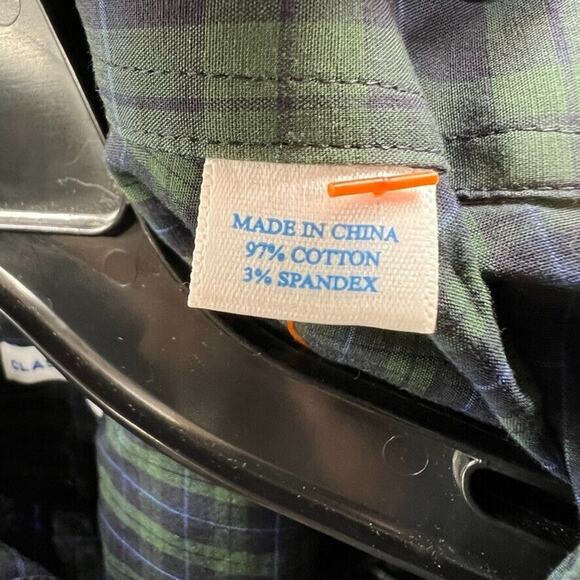 MADE IN CHINA
97% COTTON
3% SPANDEX